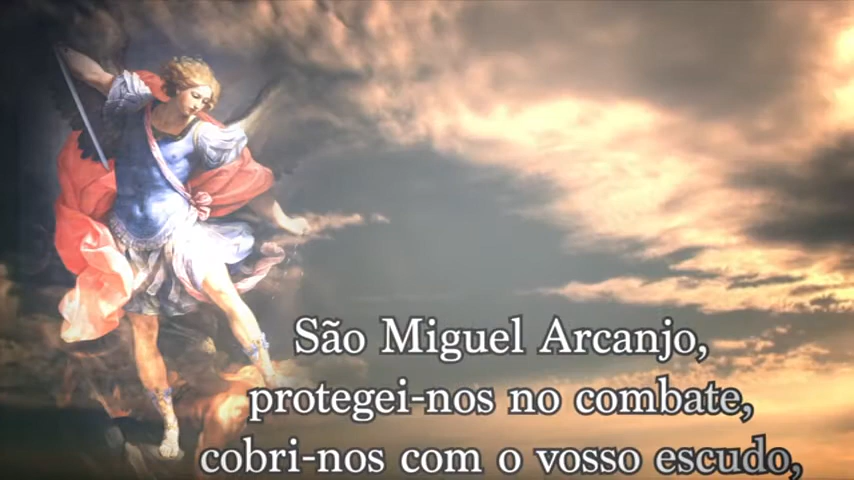 São Miguel Arcanjo,
protegei-nos no combate,
cobri-nos com o vosso escudo,